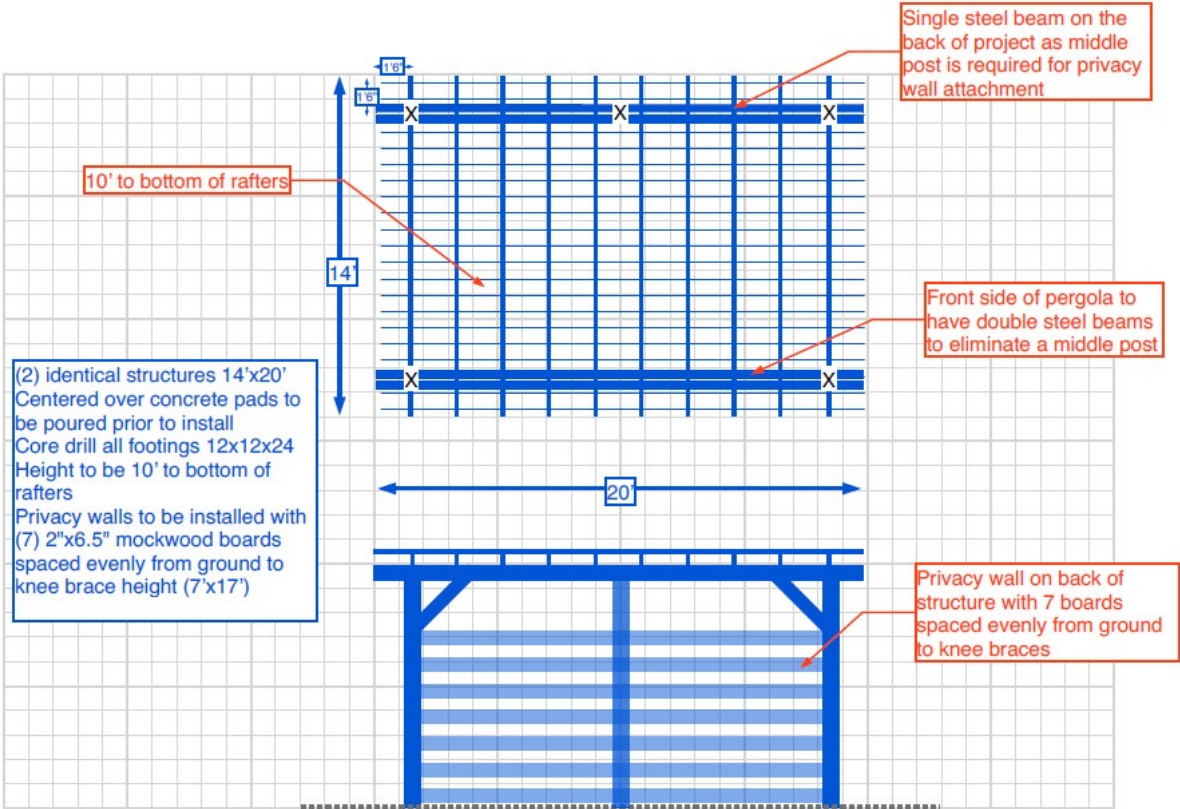 Single steel beam on the
back of project as middle
post is required for privacy
wall attachment
1'6"
1'6"
X
X
X
10' to bottom of rafters
14'
Front side of pergola to
have double steel beams
to eliminate a middle post
X
X
(2) identical structures 14'x20'
Centered over concrete pads to
be poured prior to install
Core drill all footings 12x12x24
Height to be 10' to bottom of
rafters
Privacy walls to be installed with
(7) 2"x6.5" mockwood boards
spaced evenly from ground to
knee brace height (7'x17')
20'
Privacy wall on back of
structure with 7 boards
spaced evenly from ground
to knee braces